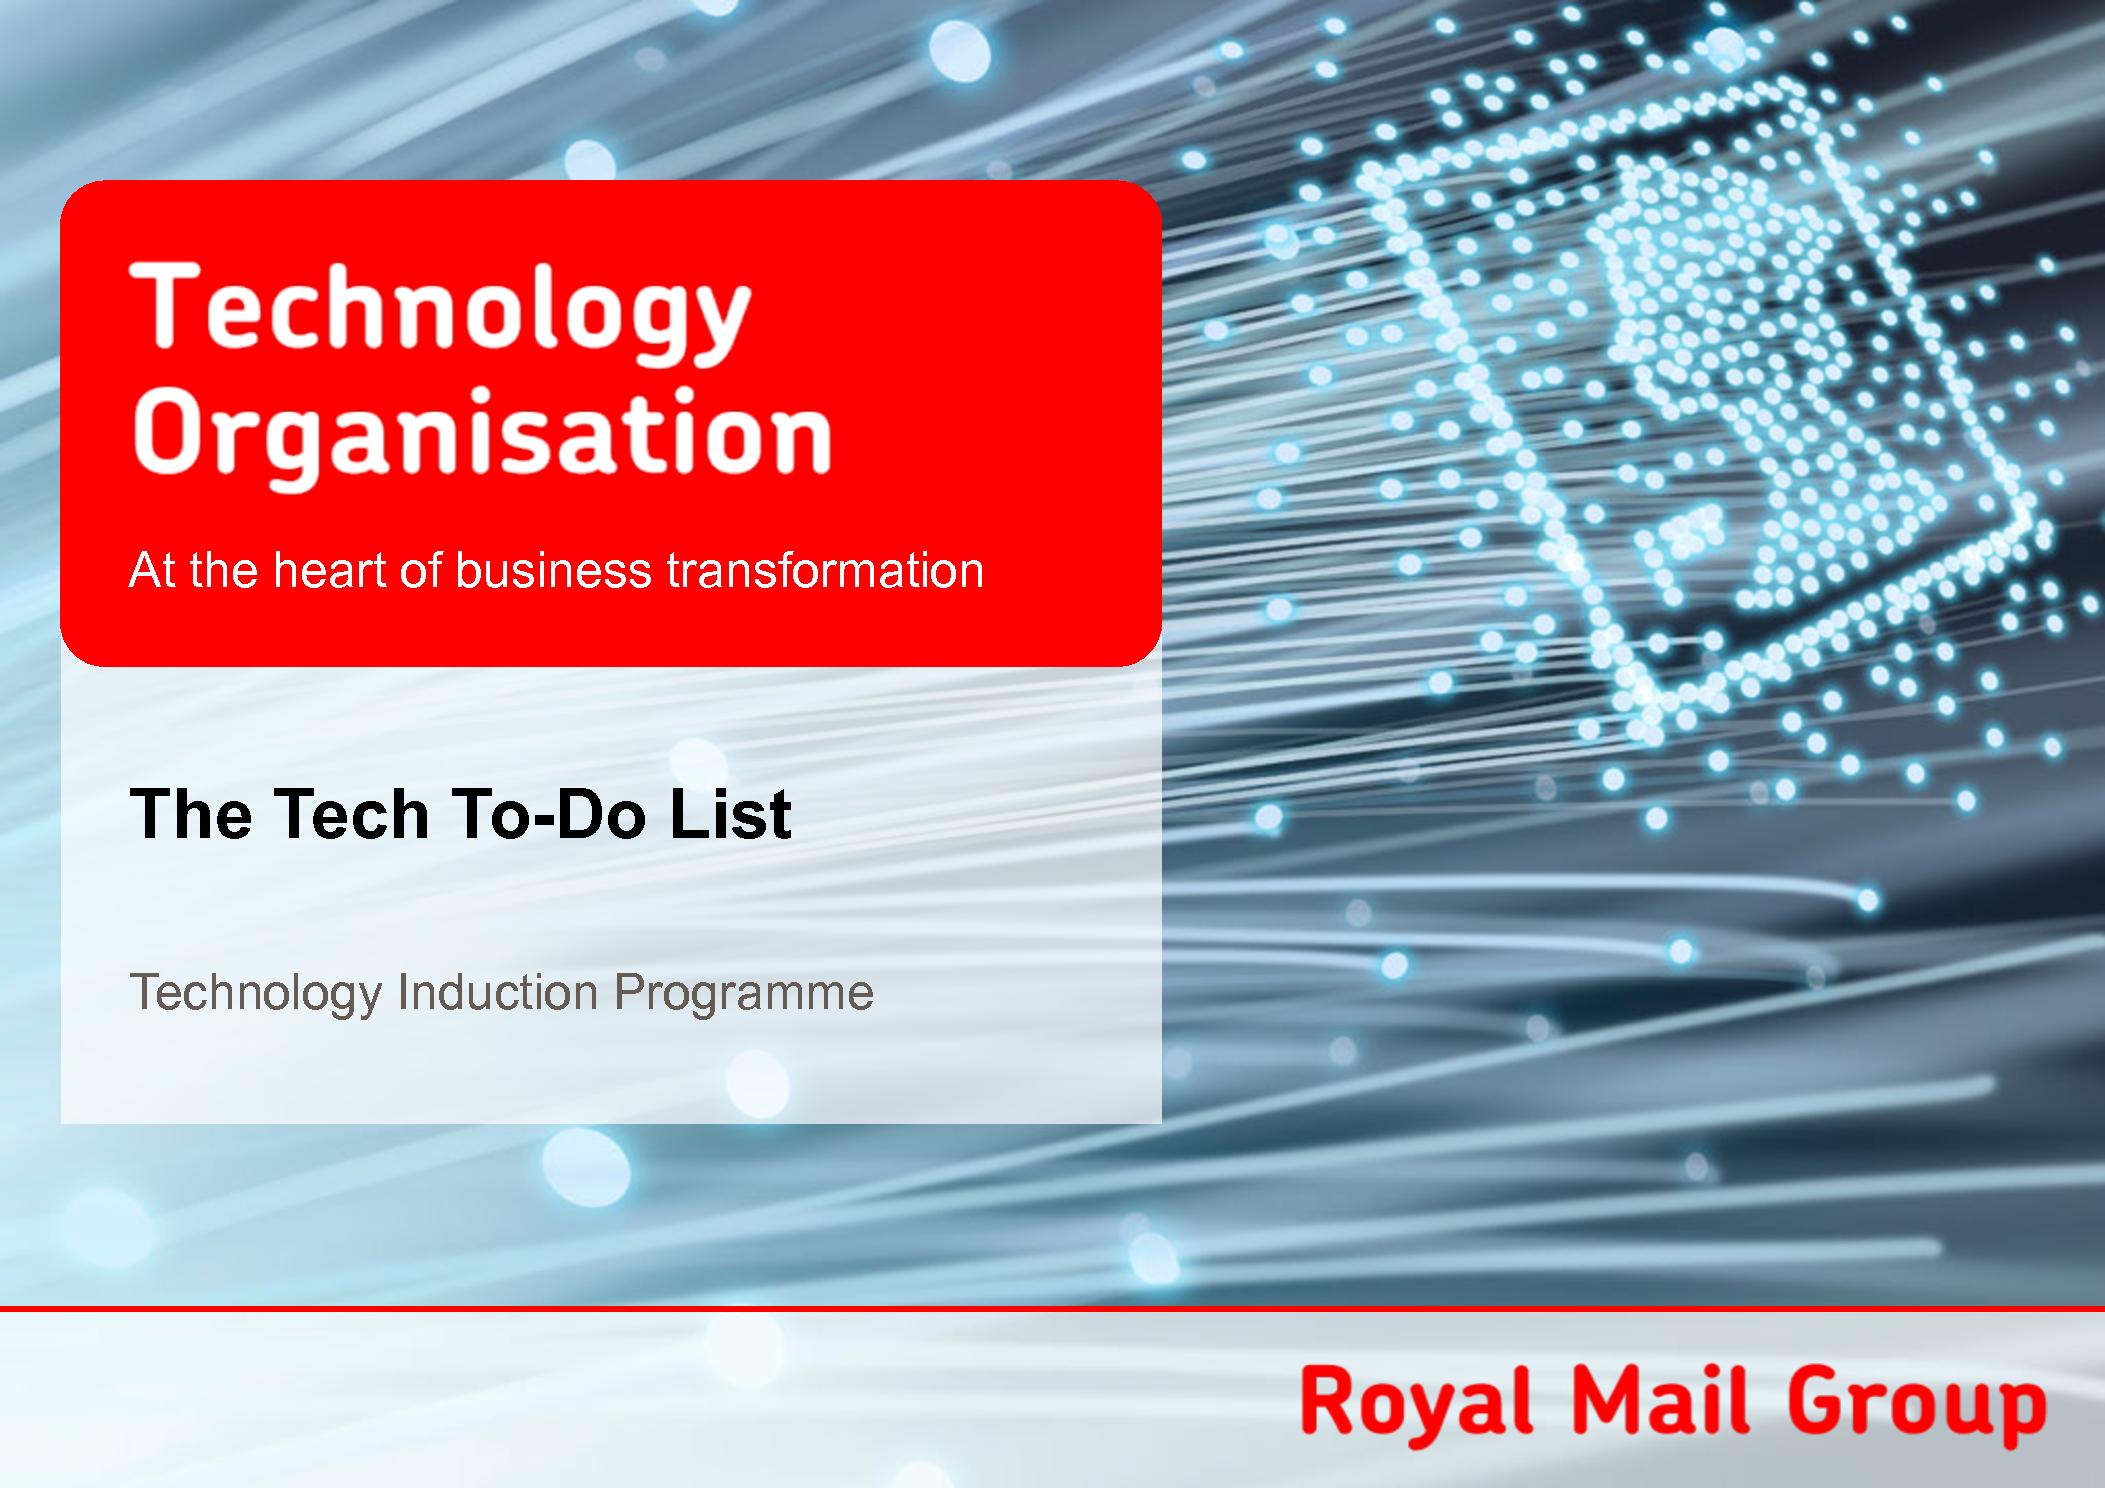 Technology
Organisation
At the heart of business transformation
The Tech To-Do List
Technology Induction Programme
Royal Mail Group